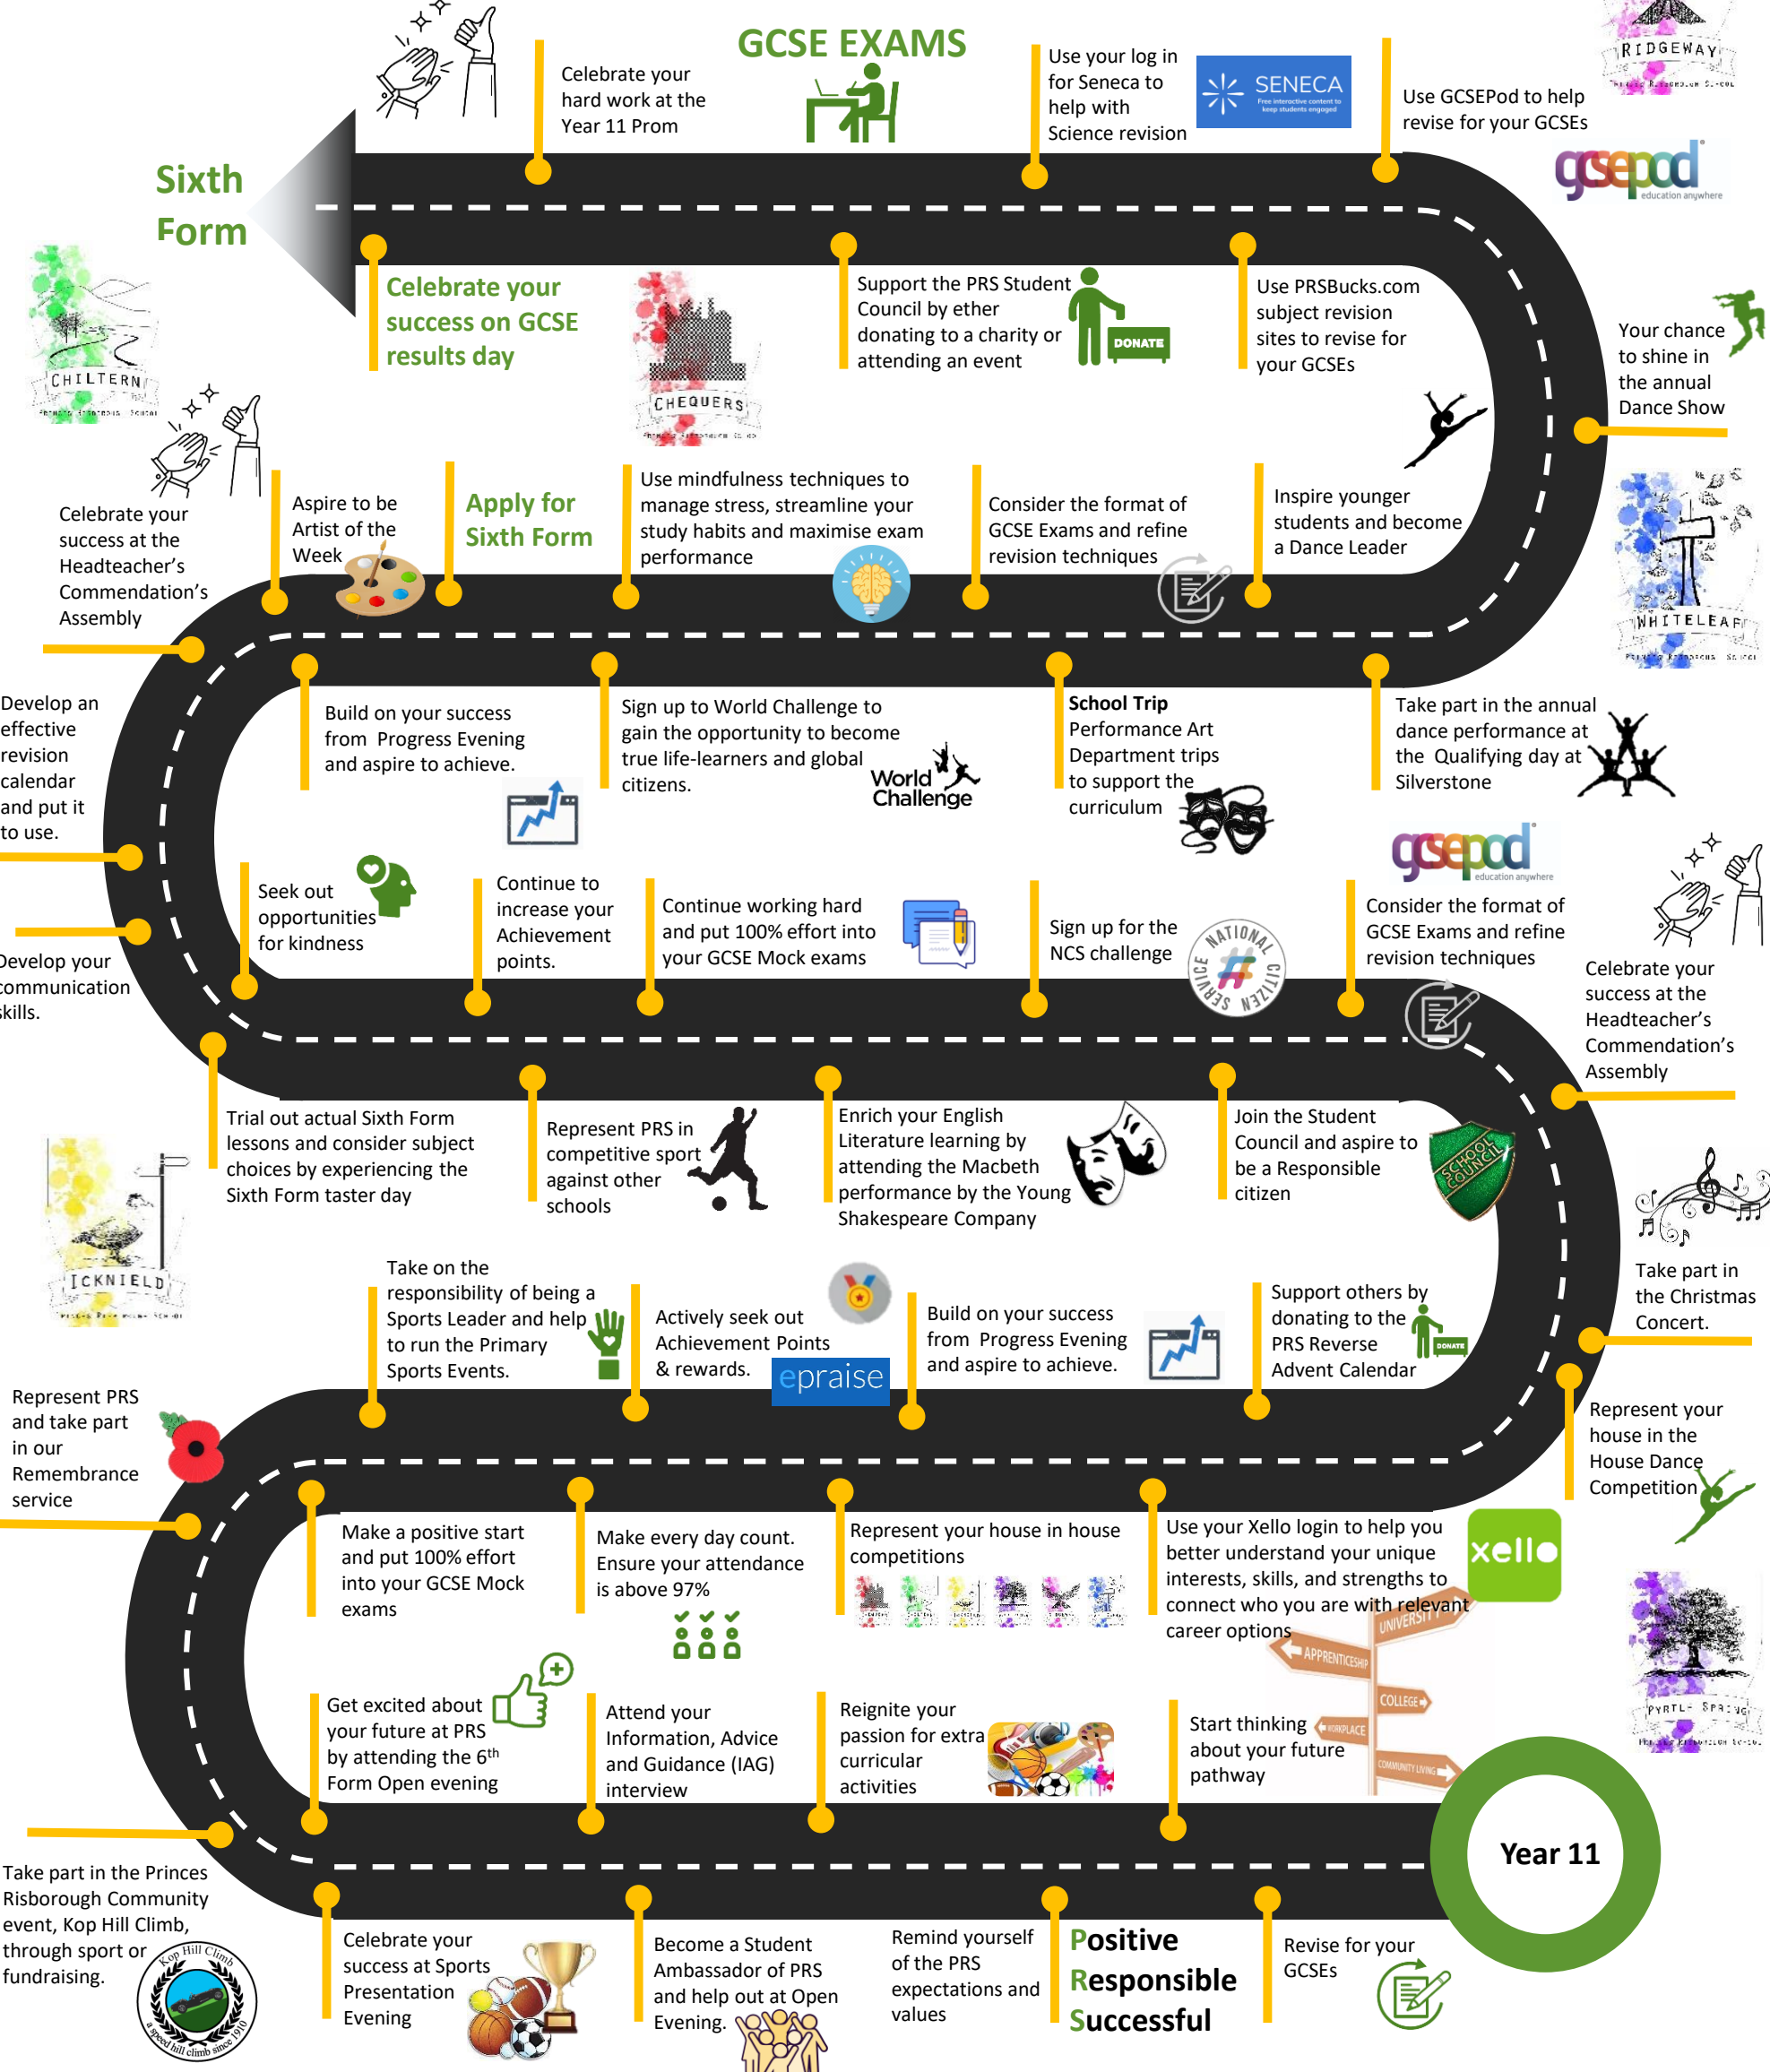 GCSE EXAMS
Celebrate your
hard work at the
Year 11 Prom
Use your log in
for Seneca to
help with
Science revision
SENECA
Free interactive content to
keep students engaged
Use GCSEPod to help
revise for your GCSEs
RIDGEWAY
gcsepod
education anywhere
Sixth
Form
Celebrate your
success on GCSE
results day
CHEQUERS
Support the PRS Student
Council by ether
donating to a charity or
attending an event
DONATE
Use PRSBucks.com
subject revision
sites to revise for
your GCSEs
Your chance
to shine in
the annual
Dance Show
CHILTERN
Celebrate your
success at the
Headteacher's
Commendation's
Assembly
Aspire to be
Artist of the
Week
Apply for
Sixth Form
Use mindfulness techniques to
manage stress, streamline your
study habits and maximise exam
performance
Consider the format of
GCSE Exams and refine
revision techniques
Inspire younger
students and become
a Dance Leader
WHITELEAF
Develop an
effective
revision
calendar
and put it
to use.
Build on your success
from Progress Evening
and aspire to achieve.
Sign up to World Challenge to
gain the opportunity to become
true life-learners and global
citizens.
World
Challenge
School Trip
Performance Art
Department trips
to support the
curriculum
Take part in the annual
dance performance at
the Qualifying day at
Silverstone
Develop your
communication
skills.
Seek out
opportunities
for kindness
Continue to
increase your
Achievement
points.
Continue working hard
and put 100% effort into
your GCSE Mock exams
Sign up for the
NCS challenge
NATIONAL CITIZEN SERVICE
gcsepod
education anywhere
Consider the format of
GCSE Exams and refine
revision techniques
Celebrate your
success at the
Headteacher's
Commendation's
Assembly
Trial out actual Sixth Form
lessons and consider subject
choices by experiencing the
Sixth Form taster day
Represent PRS in
competitive sport
against other
schools
Enrich your English
Literature learning by
attending the Macbeth
performance by the Young
Shakespeare Company
Join the Student
Council and aspire to
be a Responsible
citizen
SCHOOL
COUNCIL
ICKNIELD
Take on the
responsibility of being a
Sports Leader and help
to run the Primary
Sports Events.
Actively seek out
Achievement Points
& rewards.
epraise
Build on your success
from Progress Evening
and aspire to achieve.
Support others by
donating to the
PRS Reverse
Advent Calendar
DONATE
Take part in
the Christmas
Concert.
Represent PRS
and take part
in our
Remembrance
service
Represent your
house in the
House Dance
Competition
Make a positive start
and put 100% effort
into your GCSE Mock
exams
Make every day count.
Ensure your attendance
is above 97%
Represent your house in house
competitions
Use your Xello login to help you
better understand your unique
interests, skills, and strengths to
connect who you are with relevant
career options
xello
UNIVERSITY
APPRENTICESHIP
COLLEGE
WORKPLACE
COMMUNITY LIVING
PYRTLE SPRING
Get excited about
your future at PRS
by attending the 6th
Form Open evening
Attend your
Information, Advice
and Guidance (IAG)
interview
Reignite your
passion for extra
curricular
activities
Start thinking
about your future
pathway
Year 11
Take part in the Princes
Risborough Community
event, Kop Hill Climb,
through sport or
fundraising.
Kop Hill Climb
a speed hill climb since 1910
Celebrate your
success at Sports
Presentation
Evening
Become a Student
Ambassador of PRS
and help out at Open
Evening.
Remind yourself
of the PRS
expectations and
values
Positive
Responsible
Successful
Revise for your
GCSEs